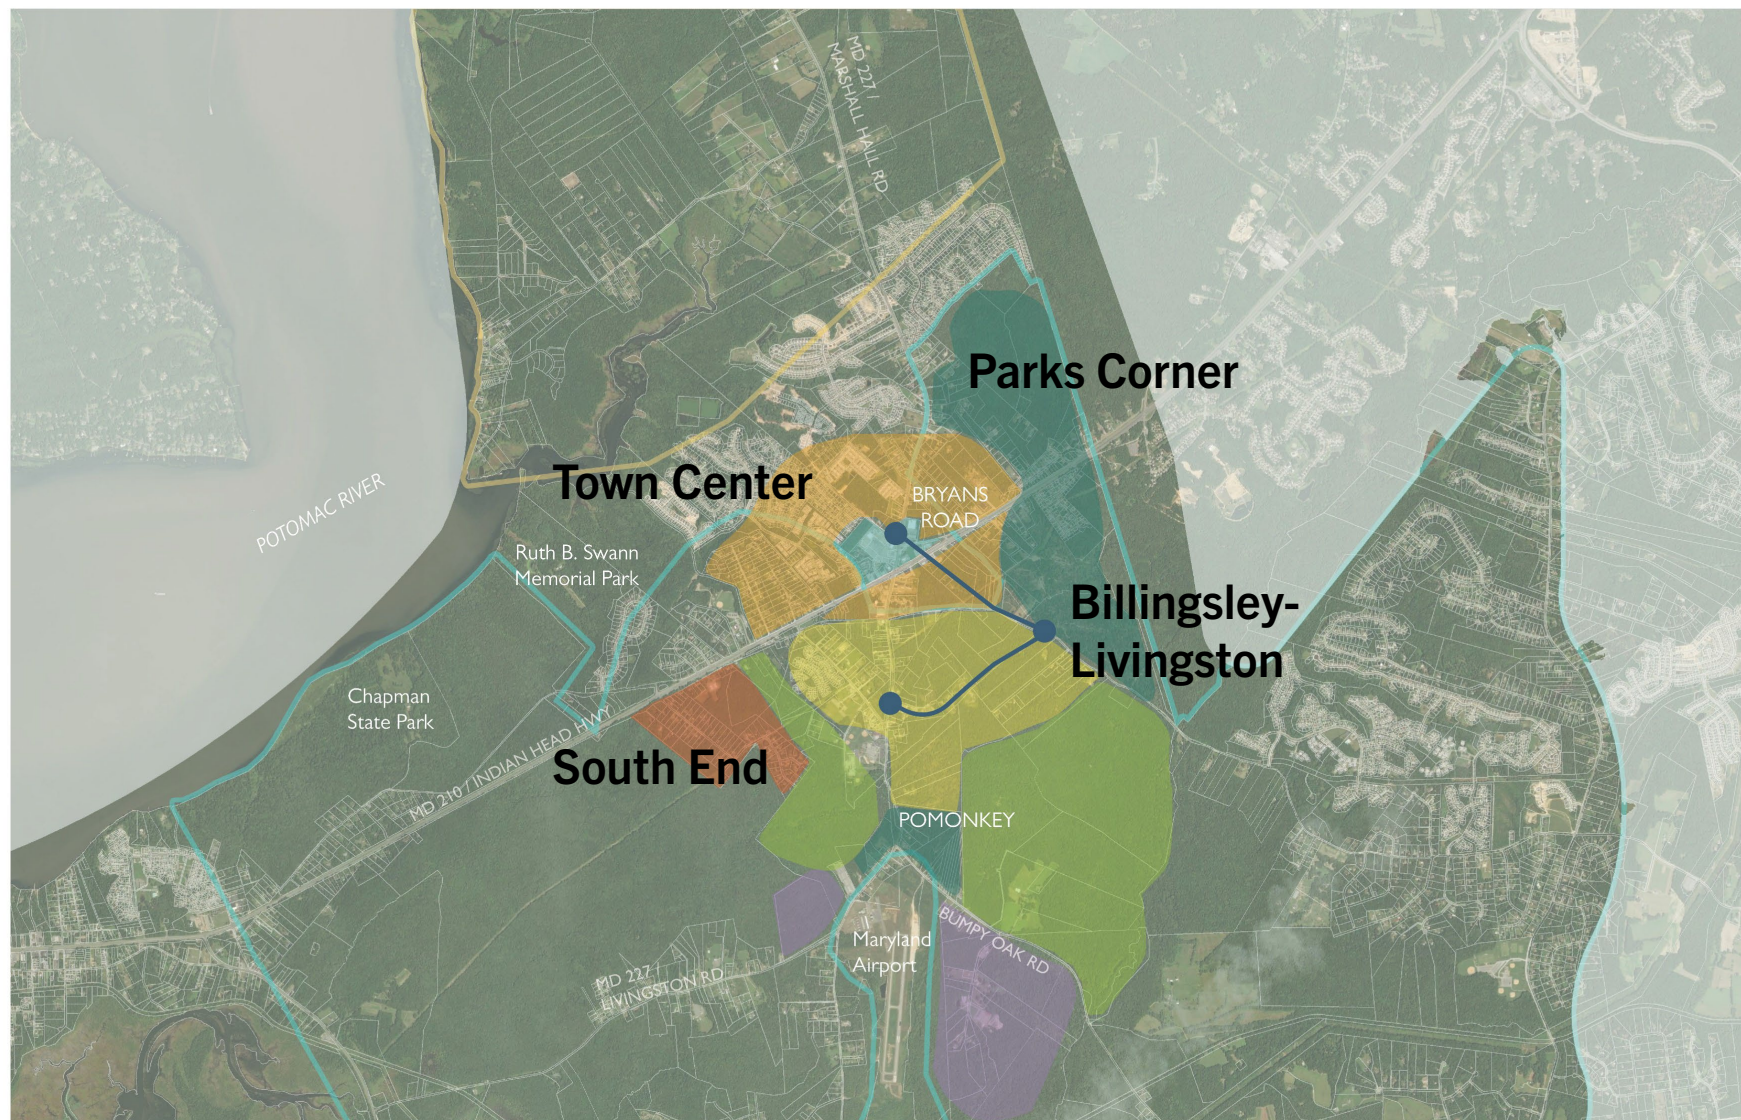 MD 227 /
MARSHALL HALL RD
Parks Corner
Town Center
BRYANS
ROAD
POTOMAC RIVER
Ruth B. Swann
Memorial Park
Billingsley-
Livingston
Chapman
State Park
MD 210 / INDIAN HEAD HWY
South End
POMONKEY
BUMPY OAK RD
Maryland
Airport
MD 227
LIVINGSTON RD